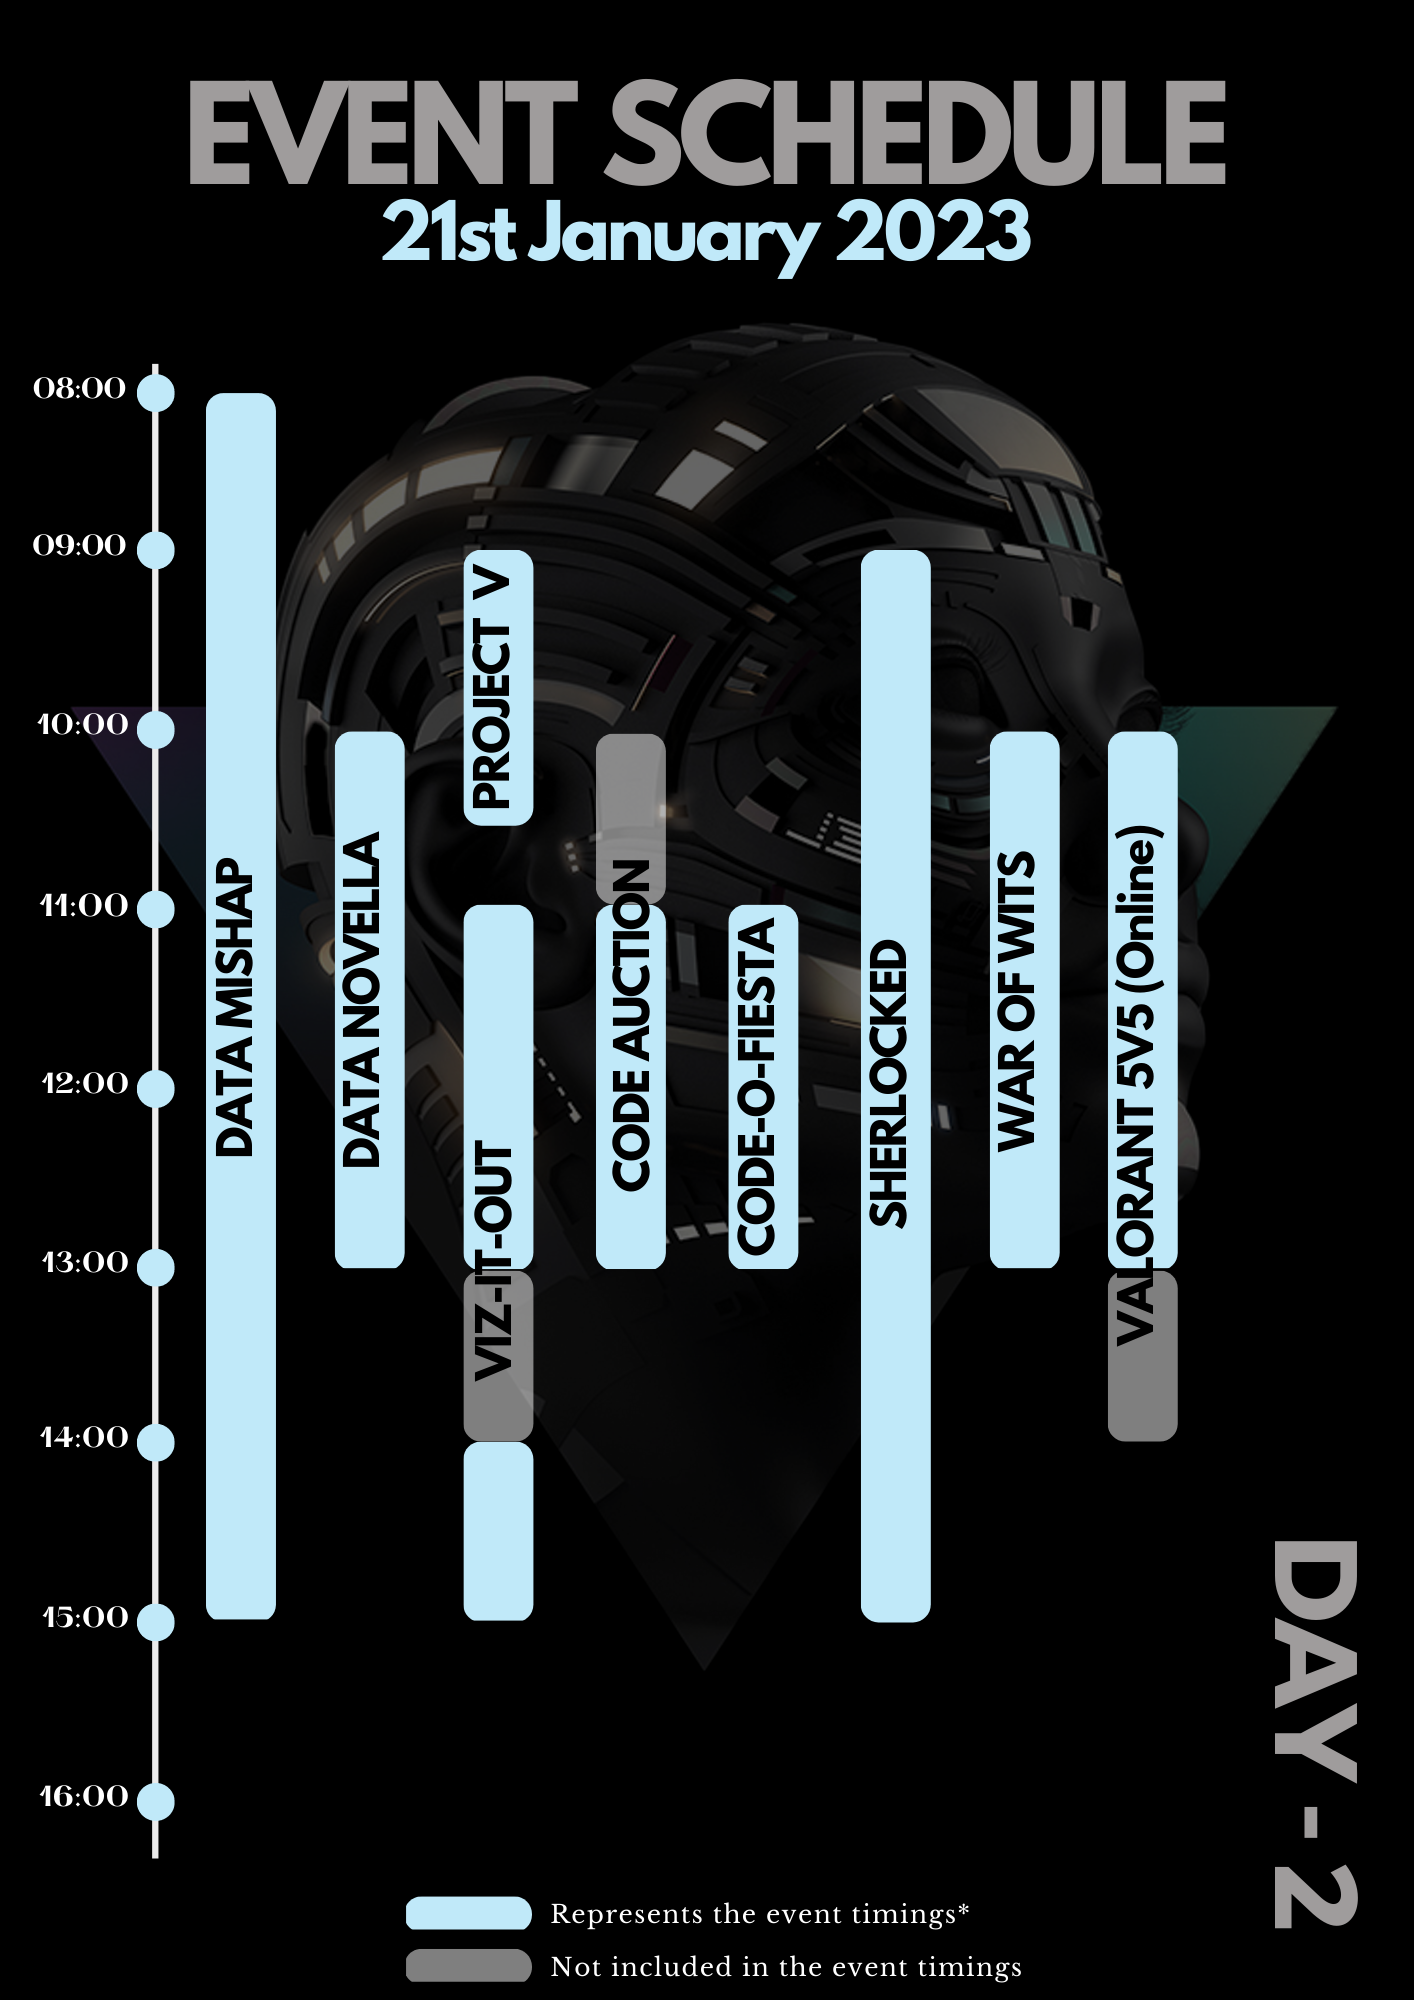 EVENT SCHEDULE
21st January 2023
08:00
09:00
10:00
11:00
12:00
13:00
14:00
15:00
16:00
DATA MISHAP
DATA NOVELLA
PROJECT V
VIZ-IT-OUT
CODE AUCTION
CODE-O-FIESTA
SHERLOCKED
WAR OF WITS
VALORANT 5V5 (Online)
DAY - 2
Represents the event timings*
Not included in the event timings